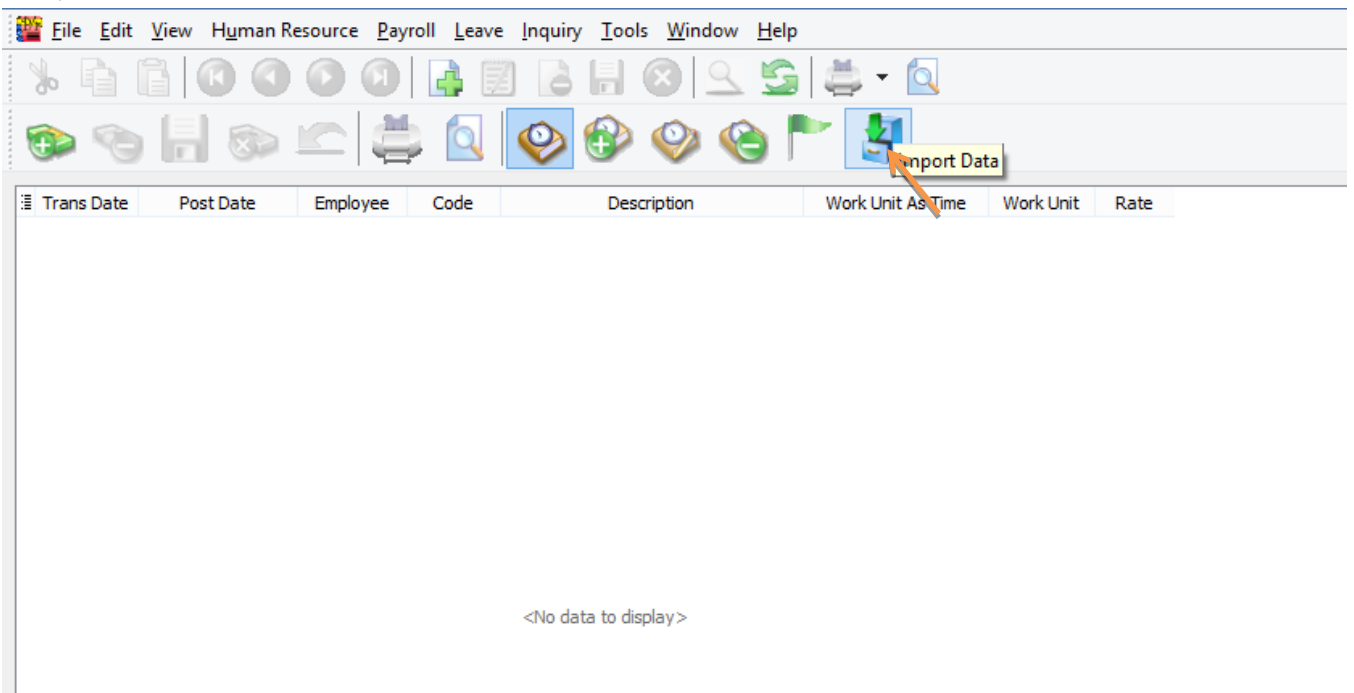 File Edit View Human Resource Payroll Leave Inquiry Tools Window Help
mport Data
Trans Date Post Date Employee Code Description Work Unit As Time Work Unit Rate
<No data to display>